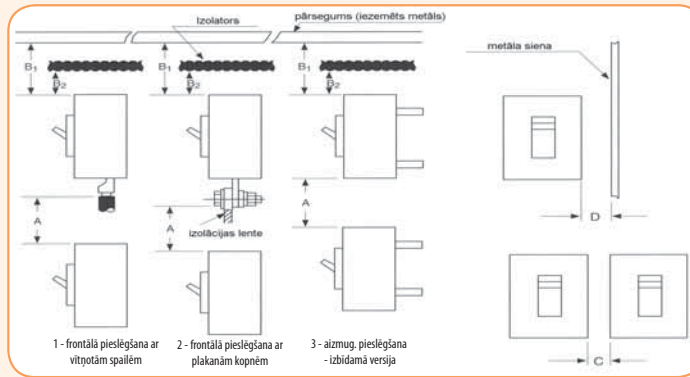 Izolators
pārsegums (iezemēts metāls)
metāla siena
B1
B1
B1
B2
B2
B2
A
A
A
izolācijas lente
D
C
1 - frontālā pieslēgšana ar
vītņotām spailēm
2 - frontālā pieslēgšana ar
plakanām kopnēm
3 - aizmug. pieslēgšana
- izbīdāmā versija